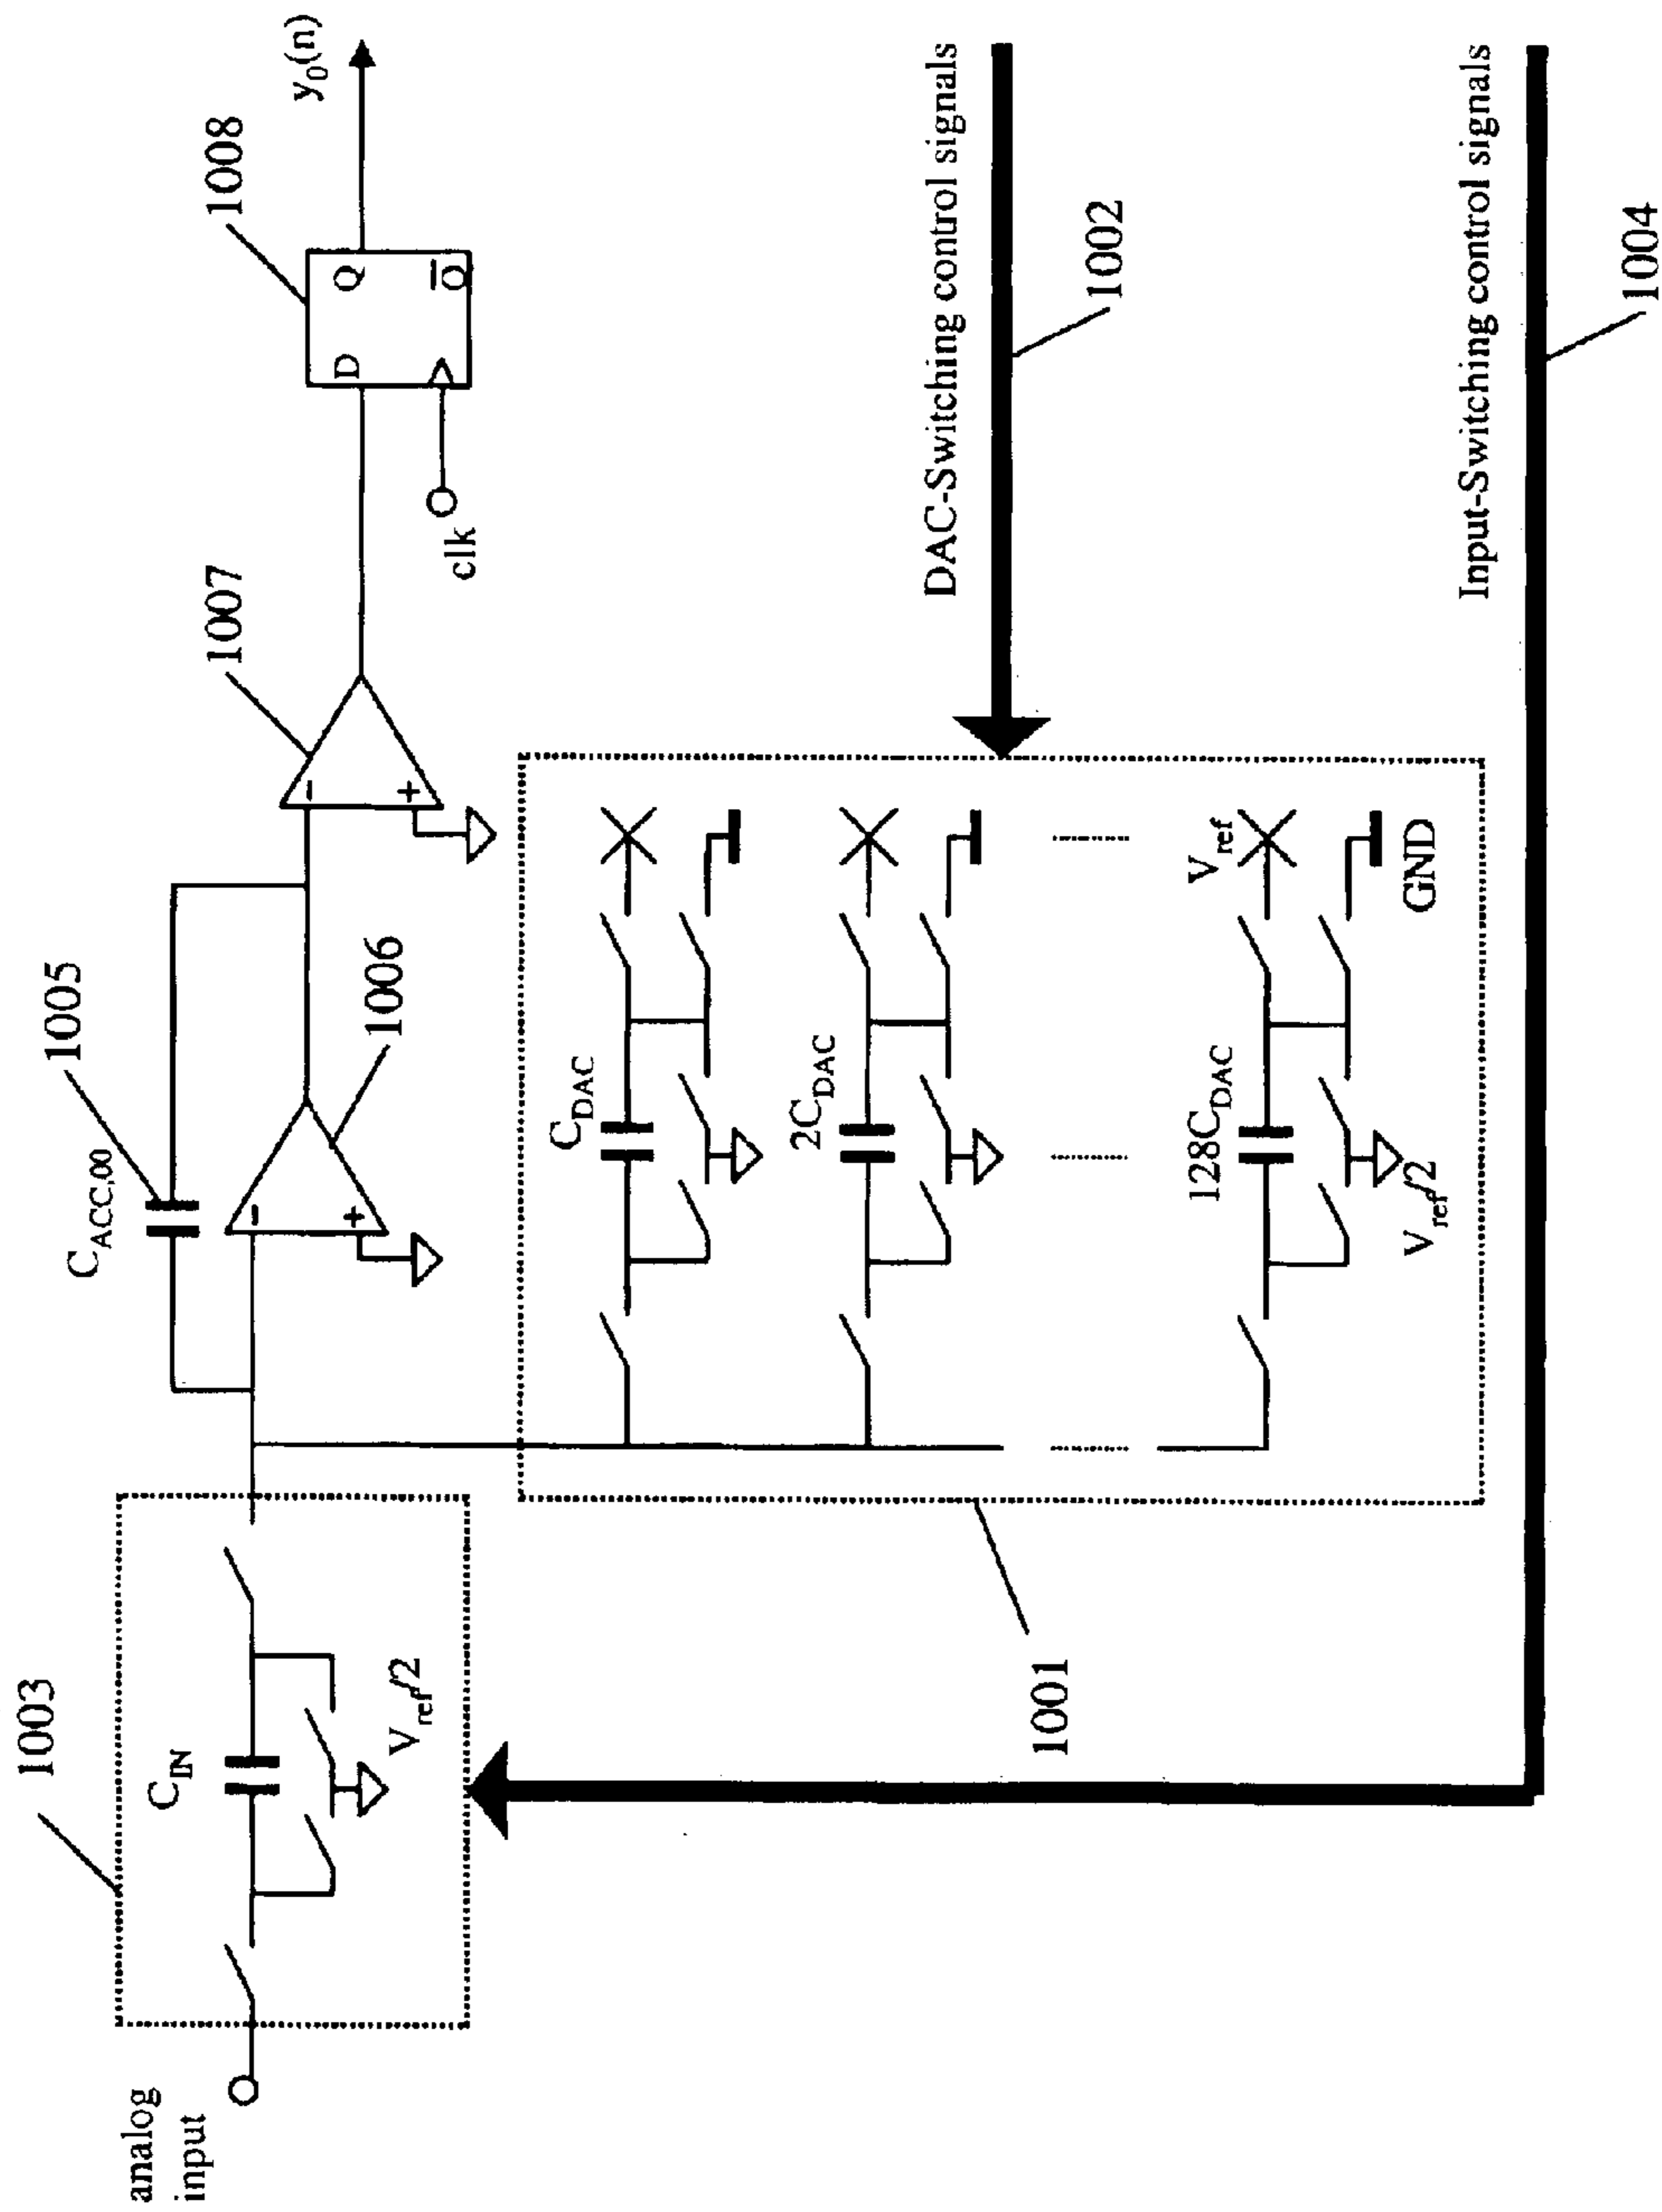 analog
input
1003
C_IN
V_ref/2
C_ACC,00
1005
-
+
1006
1007
-
+
1008
D
Q
Q̅
clk
y_0(n)
1001
C_DAC
2C_DAC
128C_DAC
V_ref/2
V_ref
GND
DAC-Switching control signals
1002
Input-Switching control signals
1004